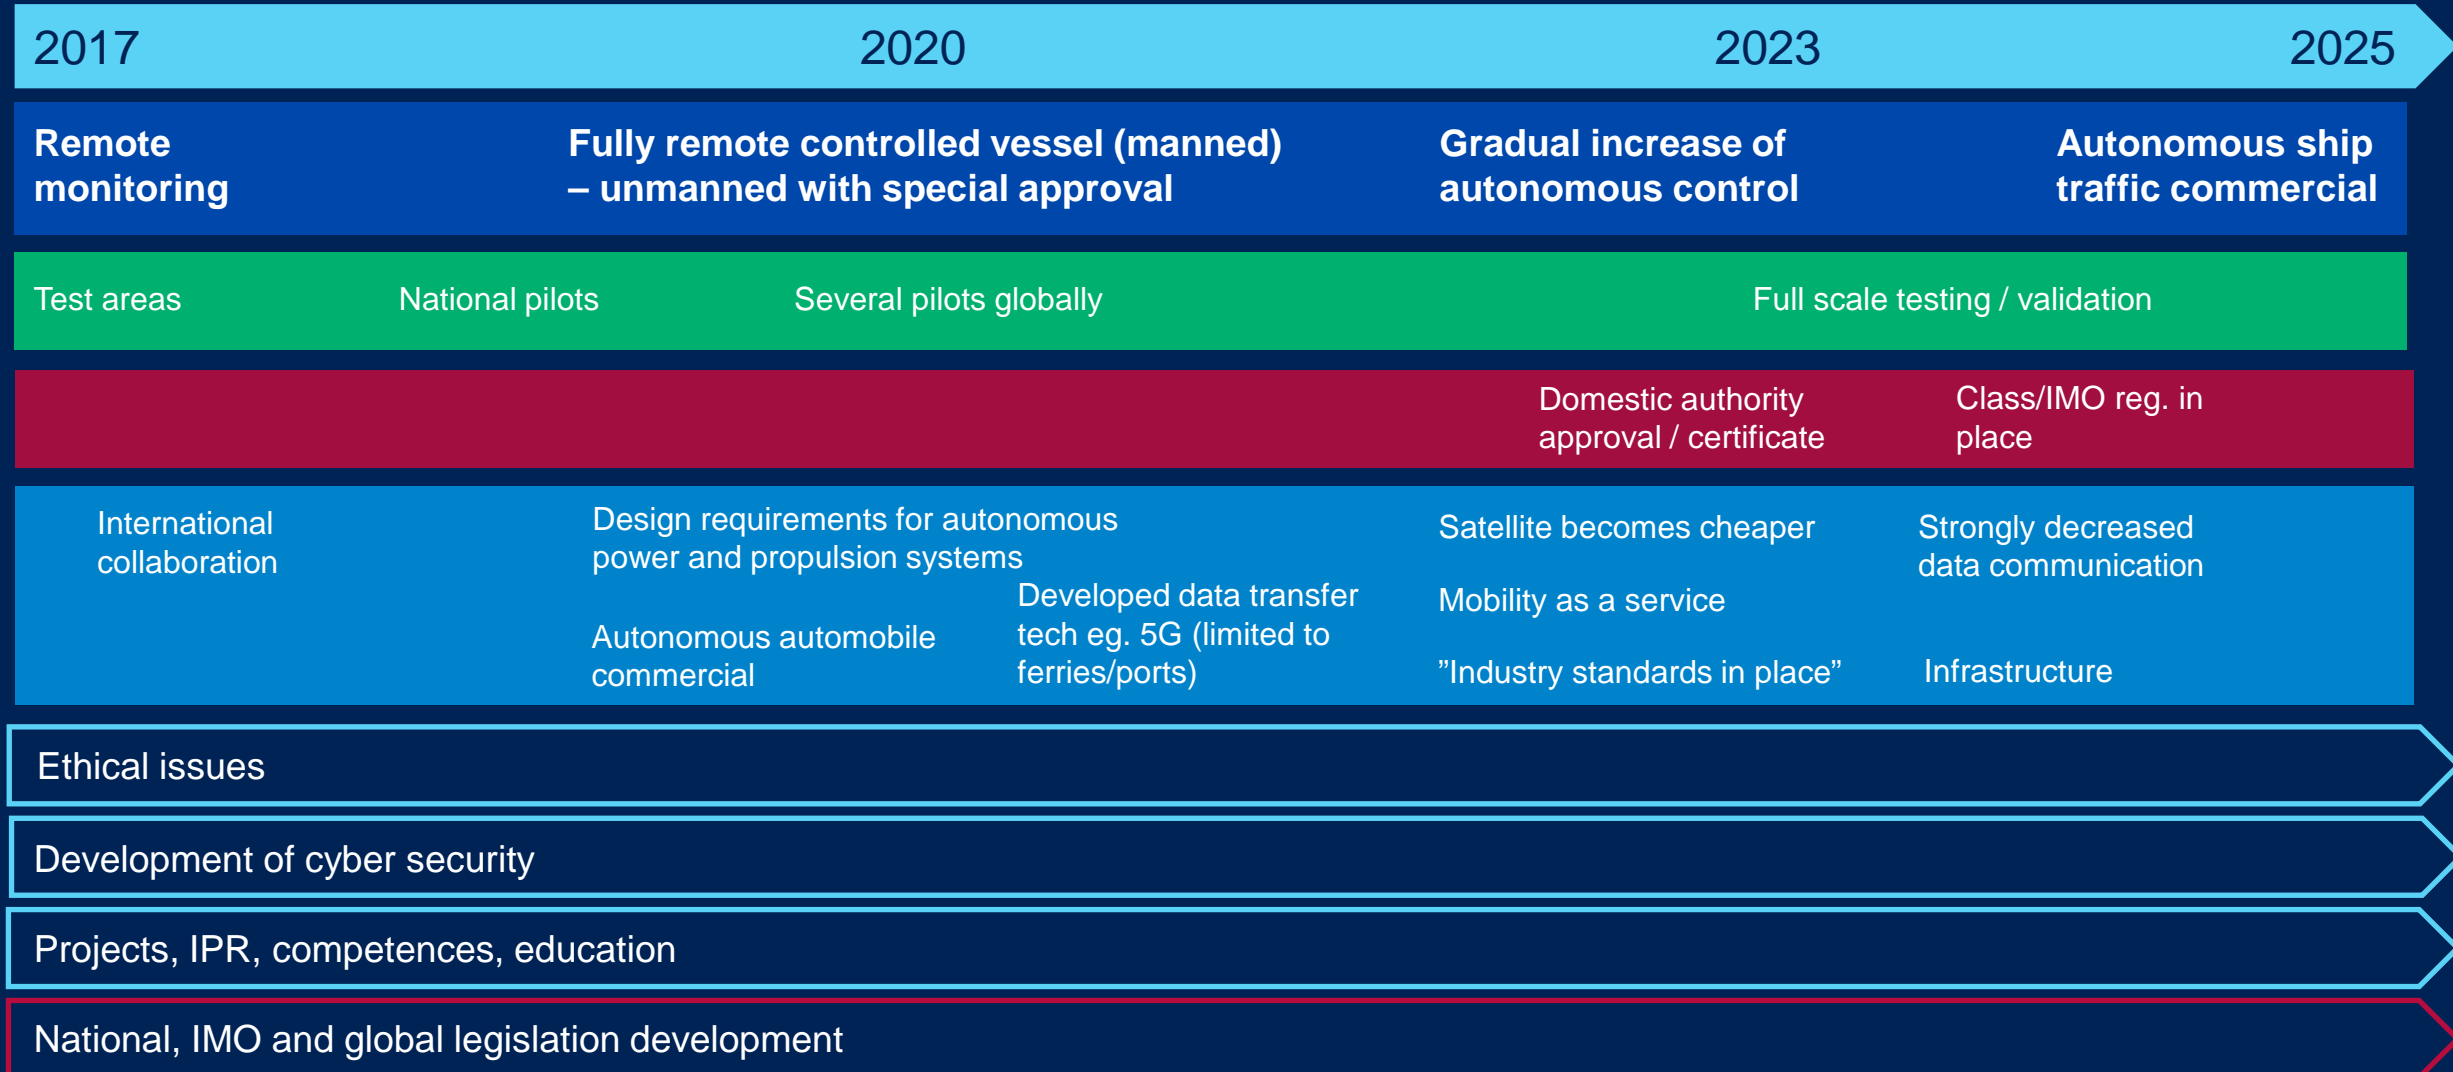 2017 2020 2023 2025
Remote
monitoring
Fully remote controlled vessel (manned)
– unmanned with special approval
Gradual increase of
autonomous control
Autonomous ship
traffic commercial
Test areas
National pilots
Several pilots globally
Full scale testing / validation
Domestic authority
approval / certificate
Class/IMO reg. in
place
International
collaboration
Design requirements for autonomous
power and propulsion systems
Autonomous automobile
commercial
Developed data transfer
tech eg. 5G (limited to
ferries/ports)
Satellite becomes cheaper
Mobility as a service
”Industry standards in place”
Strongly decreased
data communication
Infrastructure
Ethical issues
Development of cyber security
Projects, IPR, competences, education
National, IMO and global legislation development